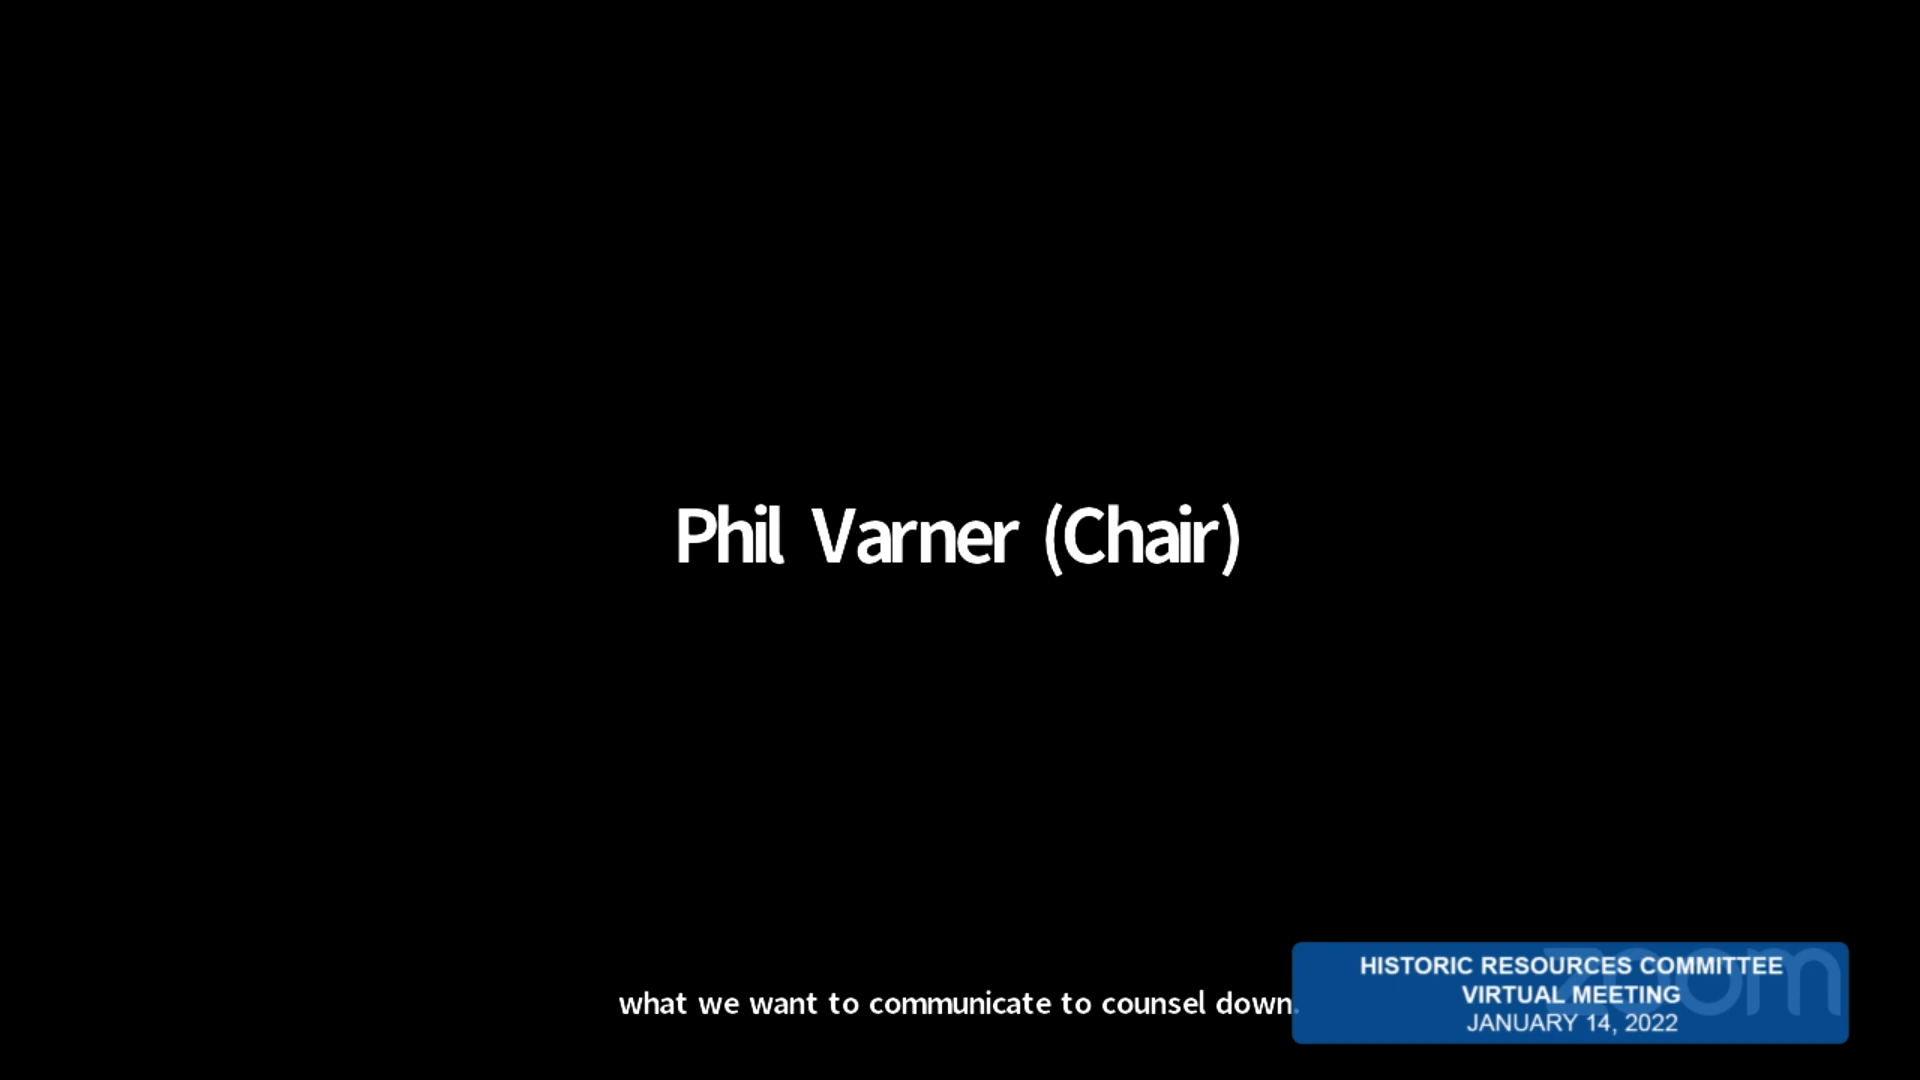 Phil Varner (Chair)
what we want to communicate to counsel down.
zoom
HISTORIC RESOURCES COMMITTEE
VIRTUAL MEETING
JANUARY 14, 2022